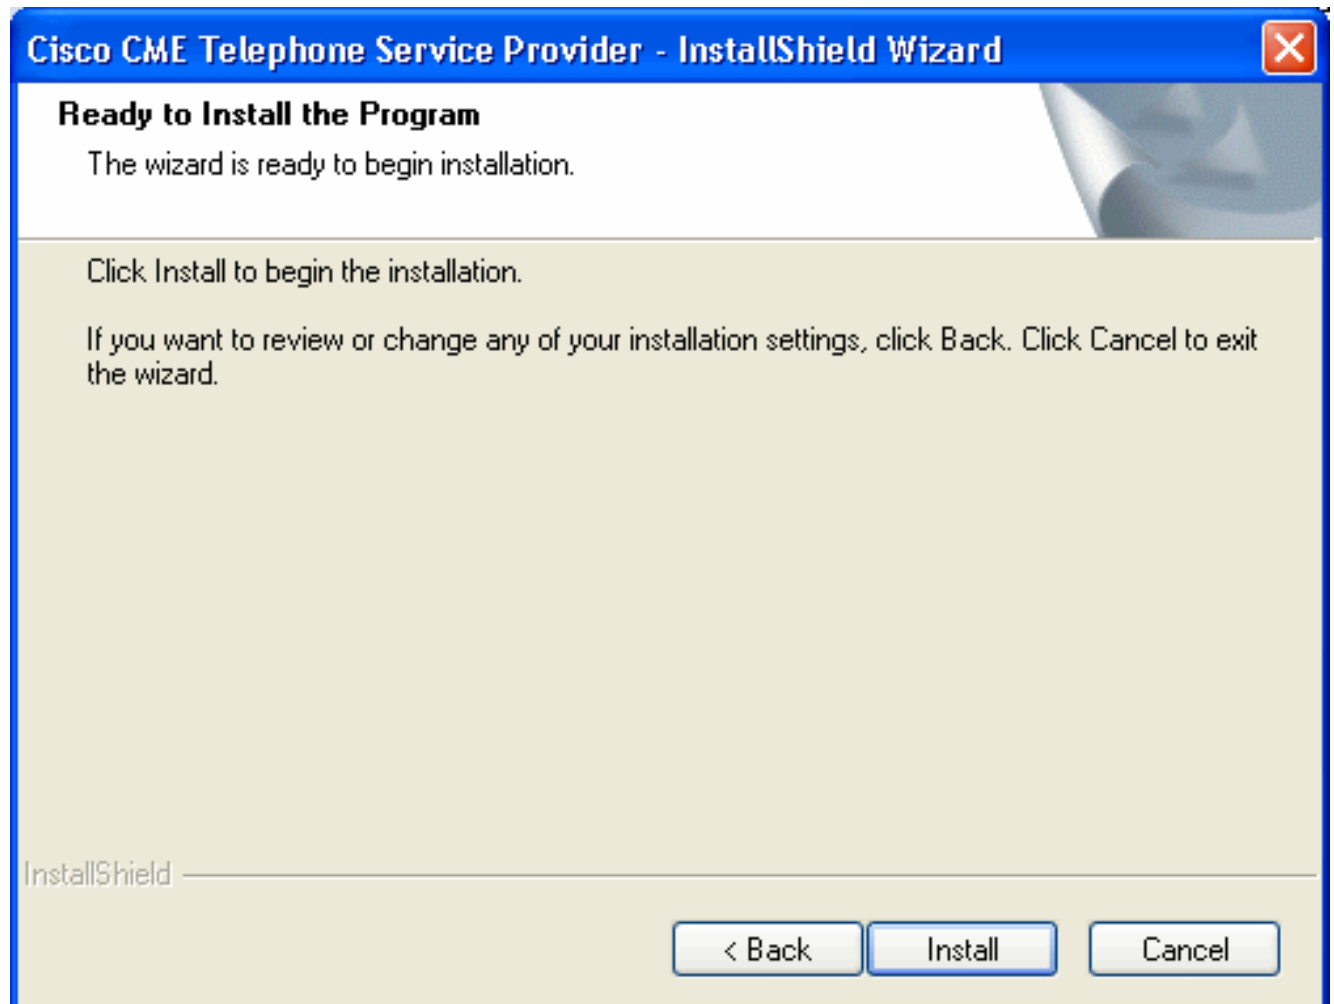 Cisco CME Telephone Service Provider - InstallShield Wizard
Ready to Install the Program
The wizard is ready to begin installation.
Click Install to begin the installation.
If you want to review or change any of your installation settings, click Back. Click Cancel to exit
the wizard.
InstallShield
< Back
Install
Cancel